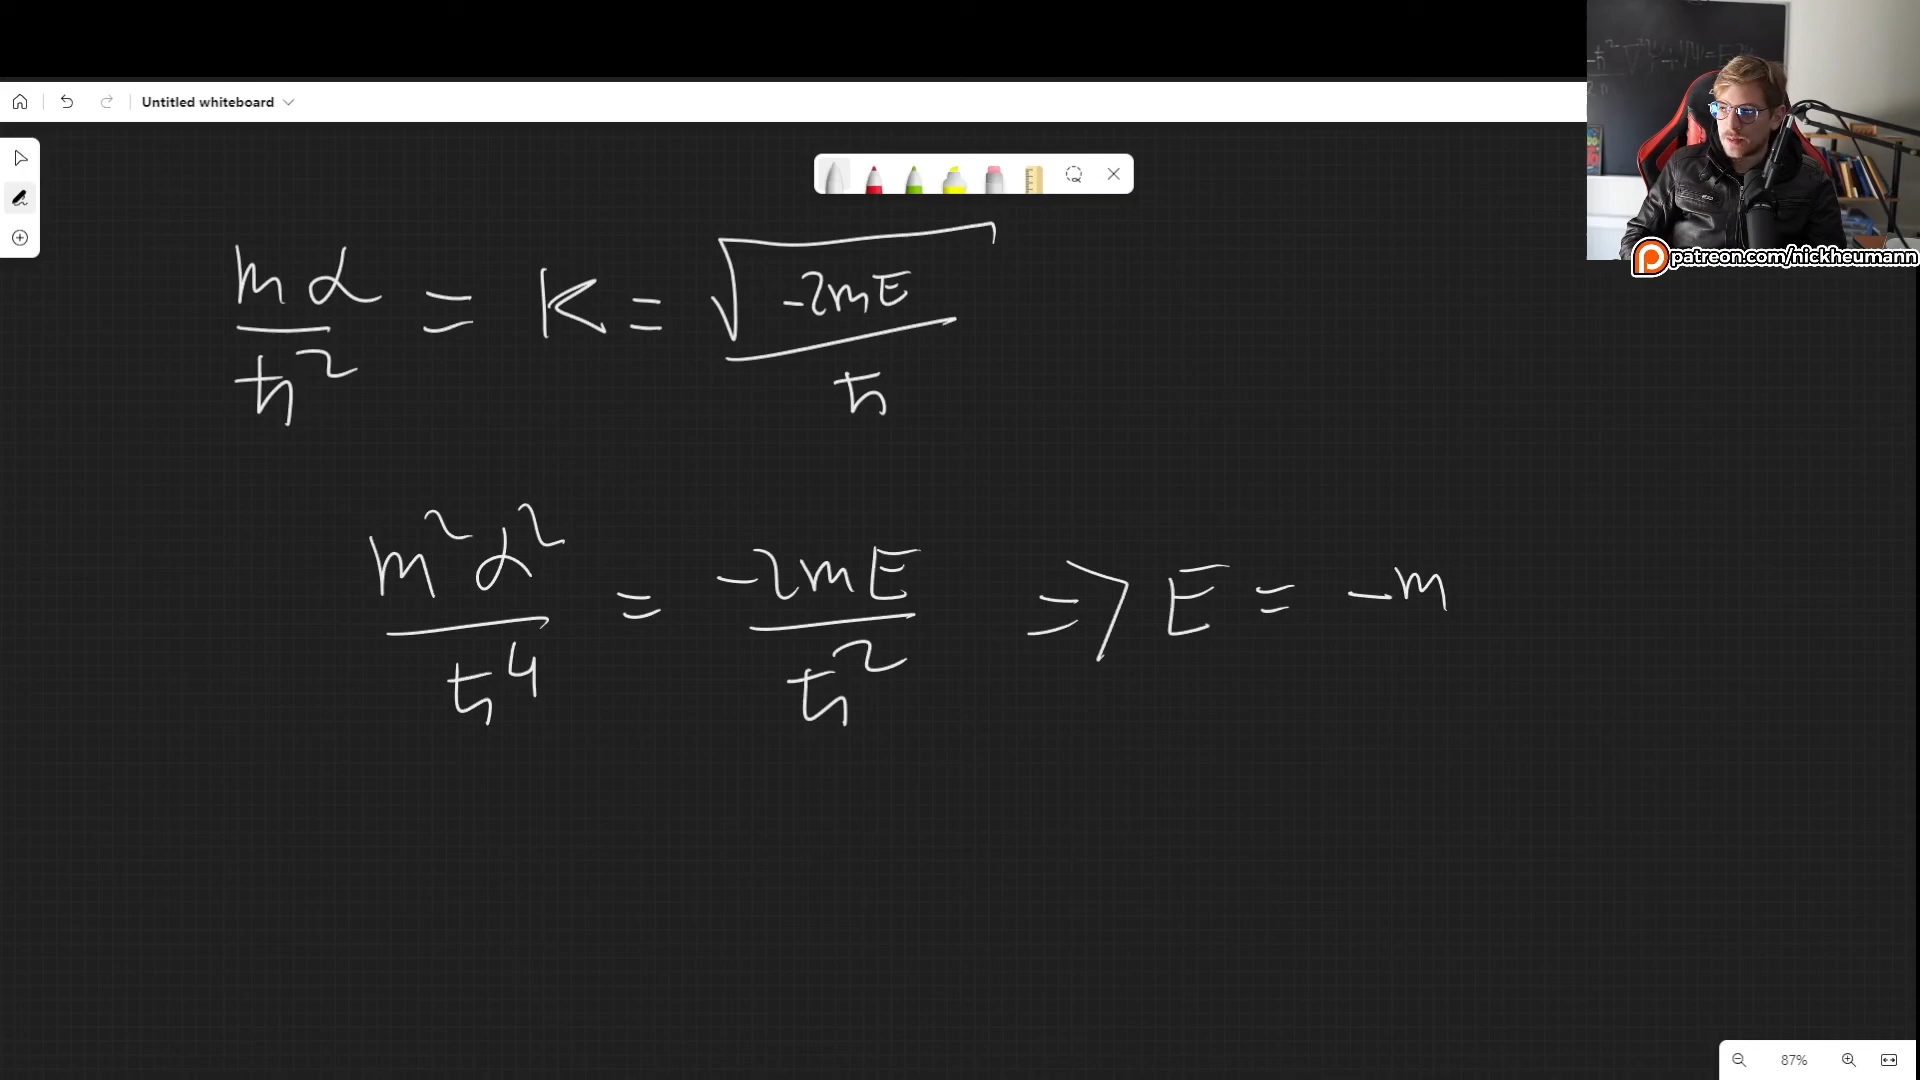 Untitled whiteboard
patreon.com/nickheumann
mα/ħ² = K = √(-2mE)/ħ
m²α²/ħ⁴ = -2mE/ħ² => E = -m
87%